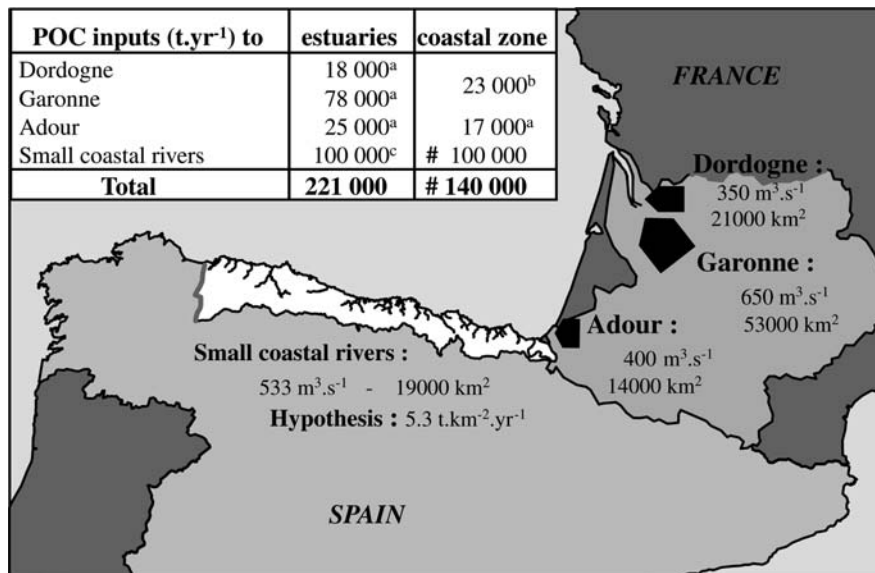 POC inputs (t.yr⁻¹) to estuaries coastal zone
Dordogne 18 000ᵃ
23 000ᵇ
Garonne 78 000ᵃ
Adour 25 000ᵃ 17 000ᵃ
Small coastal rivers 100 000ᶜ # 100 000
Total 221 000 # 140 000
FRANCE
Dordogne :
350 m³.s⁻¹
21000 km²
Garonne :
650 m³.s⁻¹
53000 km²
Adour :
400 m³.s⁻¹
14000 km²
Small coastal rivers :
533 m³.s⁻¹ - 19000 km²
Hypothesis : 5.3 t.km⁻².yr⁻¹
SPAIN